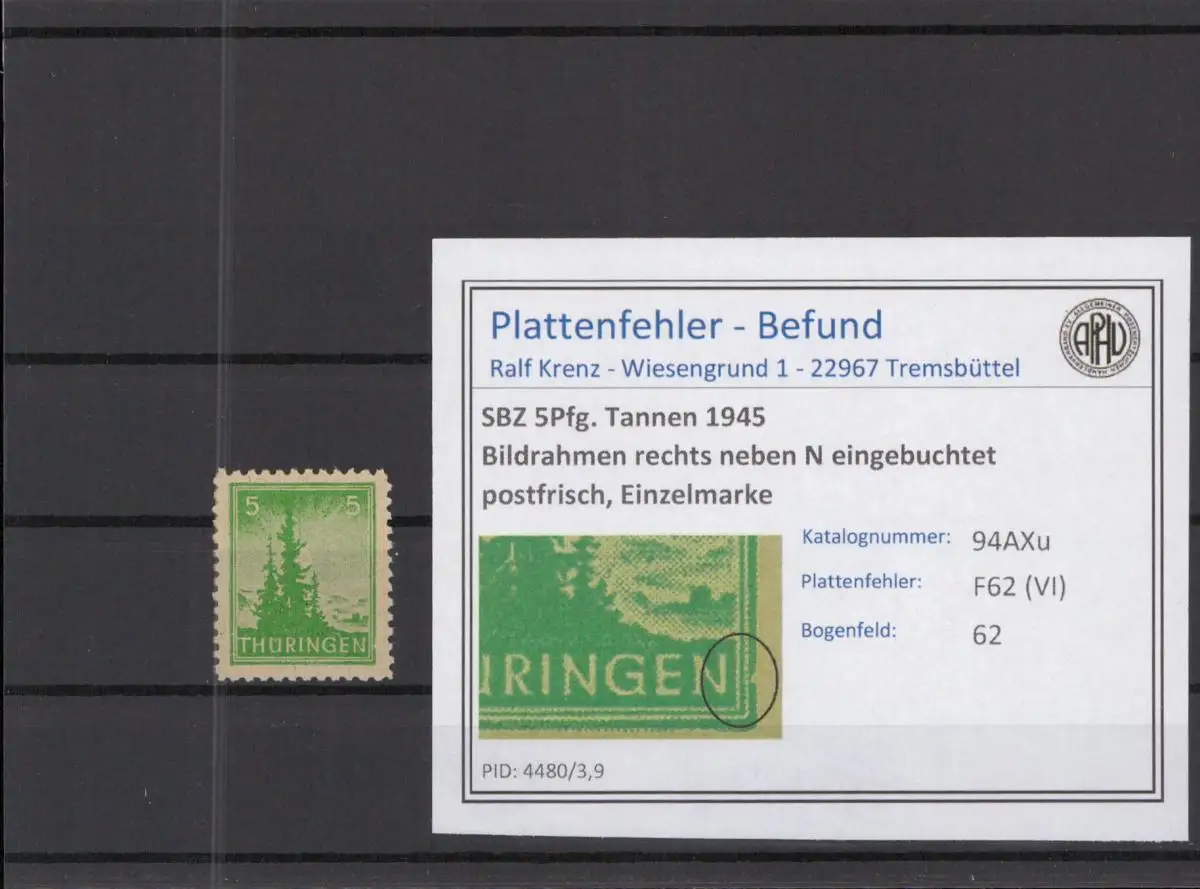 5 5
THÜRINGEN
Plattenfehler - Befund
Ralf Krenz - Wiesengrund 1 - 22967 Tremsbüttel
APHV
SBZ 5Pfg. Tannen 1945
Bildrahmen rechts neben N eingebuchtet
postfrisch, Einzelmarke
Katalognummer: 94AXu
Plattenfehler: F62 (VI)
Bogenfeld: 62
RINGEN
PID: 4480/3,9